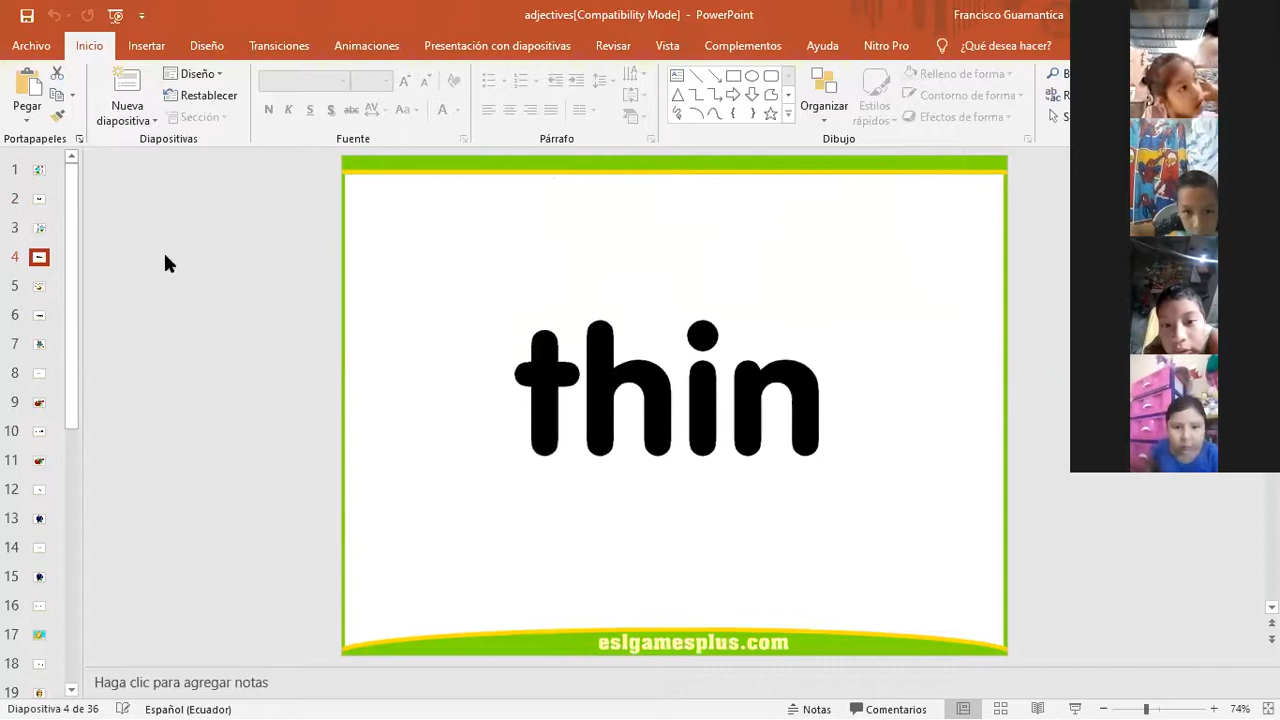 adjectives[Compatibility Mode] - PowerPoint
Francisco Guamantica
Archivo Inicio Insertar Diseño Transiciones Animaciones Presentación con diapositivas Revisar Vista Complementos Ayuda Nitro Pro ¿Qué desea hacer?
Pegar
Nueva diapositiva
Diseño
Restablecer
Sección
N K S abc AV Aa A
Organizar
Estilos rápidos
Relleno de forma
Contorno de forma
Efectos de forma
Portapapeles Diapositivas Fuente Párrafo Dibujo
1
2
3
4
5
6
7
8
9
10
11
12
13
14
15
16
17
18
19
thin
eslgamesplus.com
Haga clic para agregar notas
Diapositiva 4 de 36 Español (Ecuador) Notas Comentarios 74%